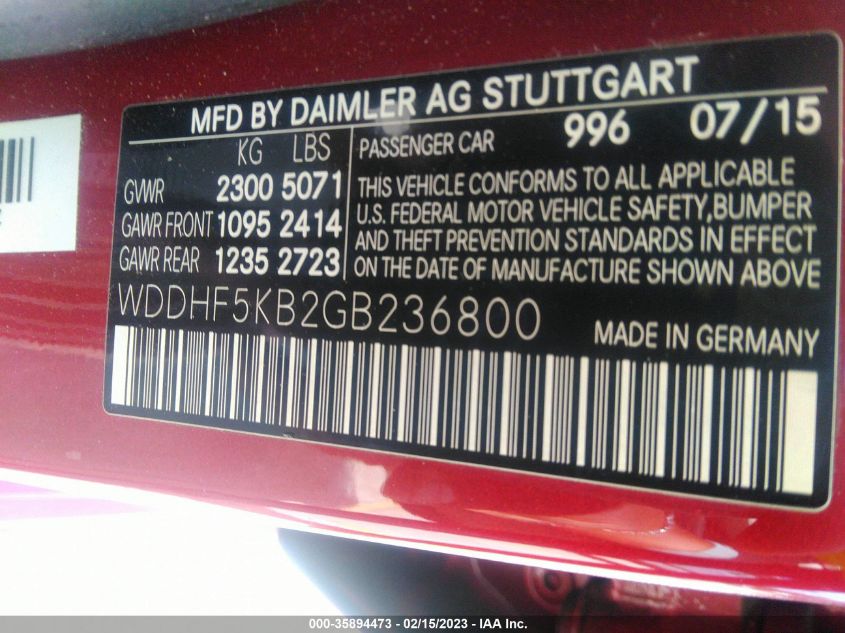 MFD BY DAIMLER AG STUTTGART
KG LBS
GVWR 2300 5071
GAWR FRONT 1095 2414
GAWR REAR 1235 2723
PASSENGER CAR 996 07/15
THIS VEHICLE CONFORMS TO ALL APPLICABLE
U.S. FEDERAL MOTOR VEHICLE SAFETY,BUMPER
AND THEFT PREVENTION STANDARDS IN EFFECT
ON THE DATE OF MANUFACTURE SHOWN ABOVE
WDDHF5KB2GB236800
MADE IN GERMANY
000-35894473 - 02/15/2023 - IAA Inc.